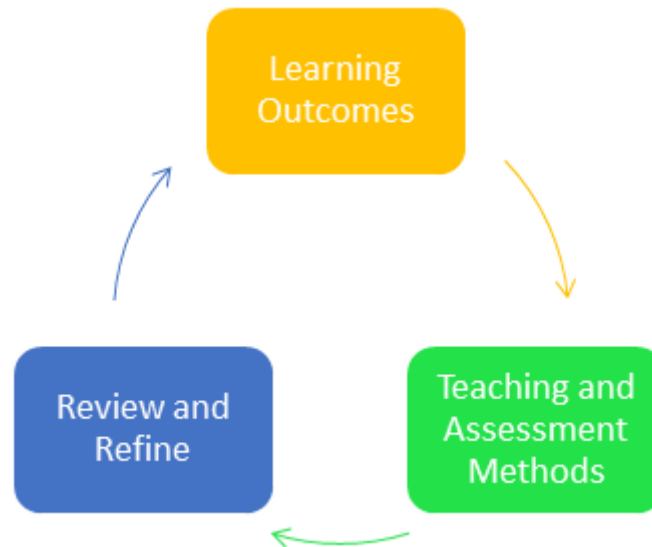 Learning
Outcomes
Teaching and
Assessment
Methods
Review and
Refine